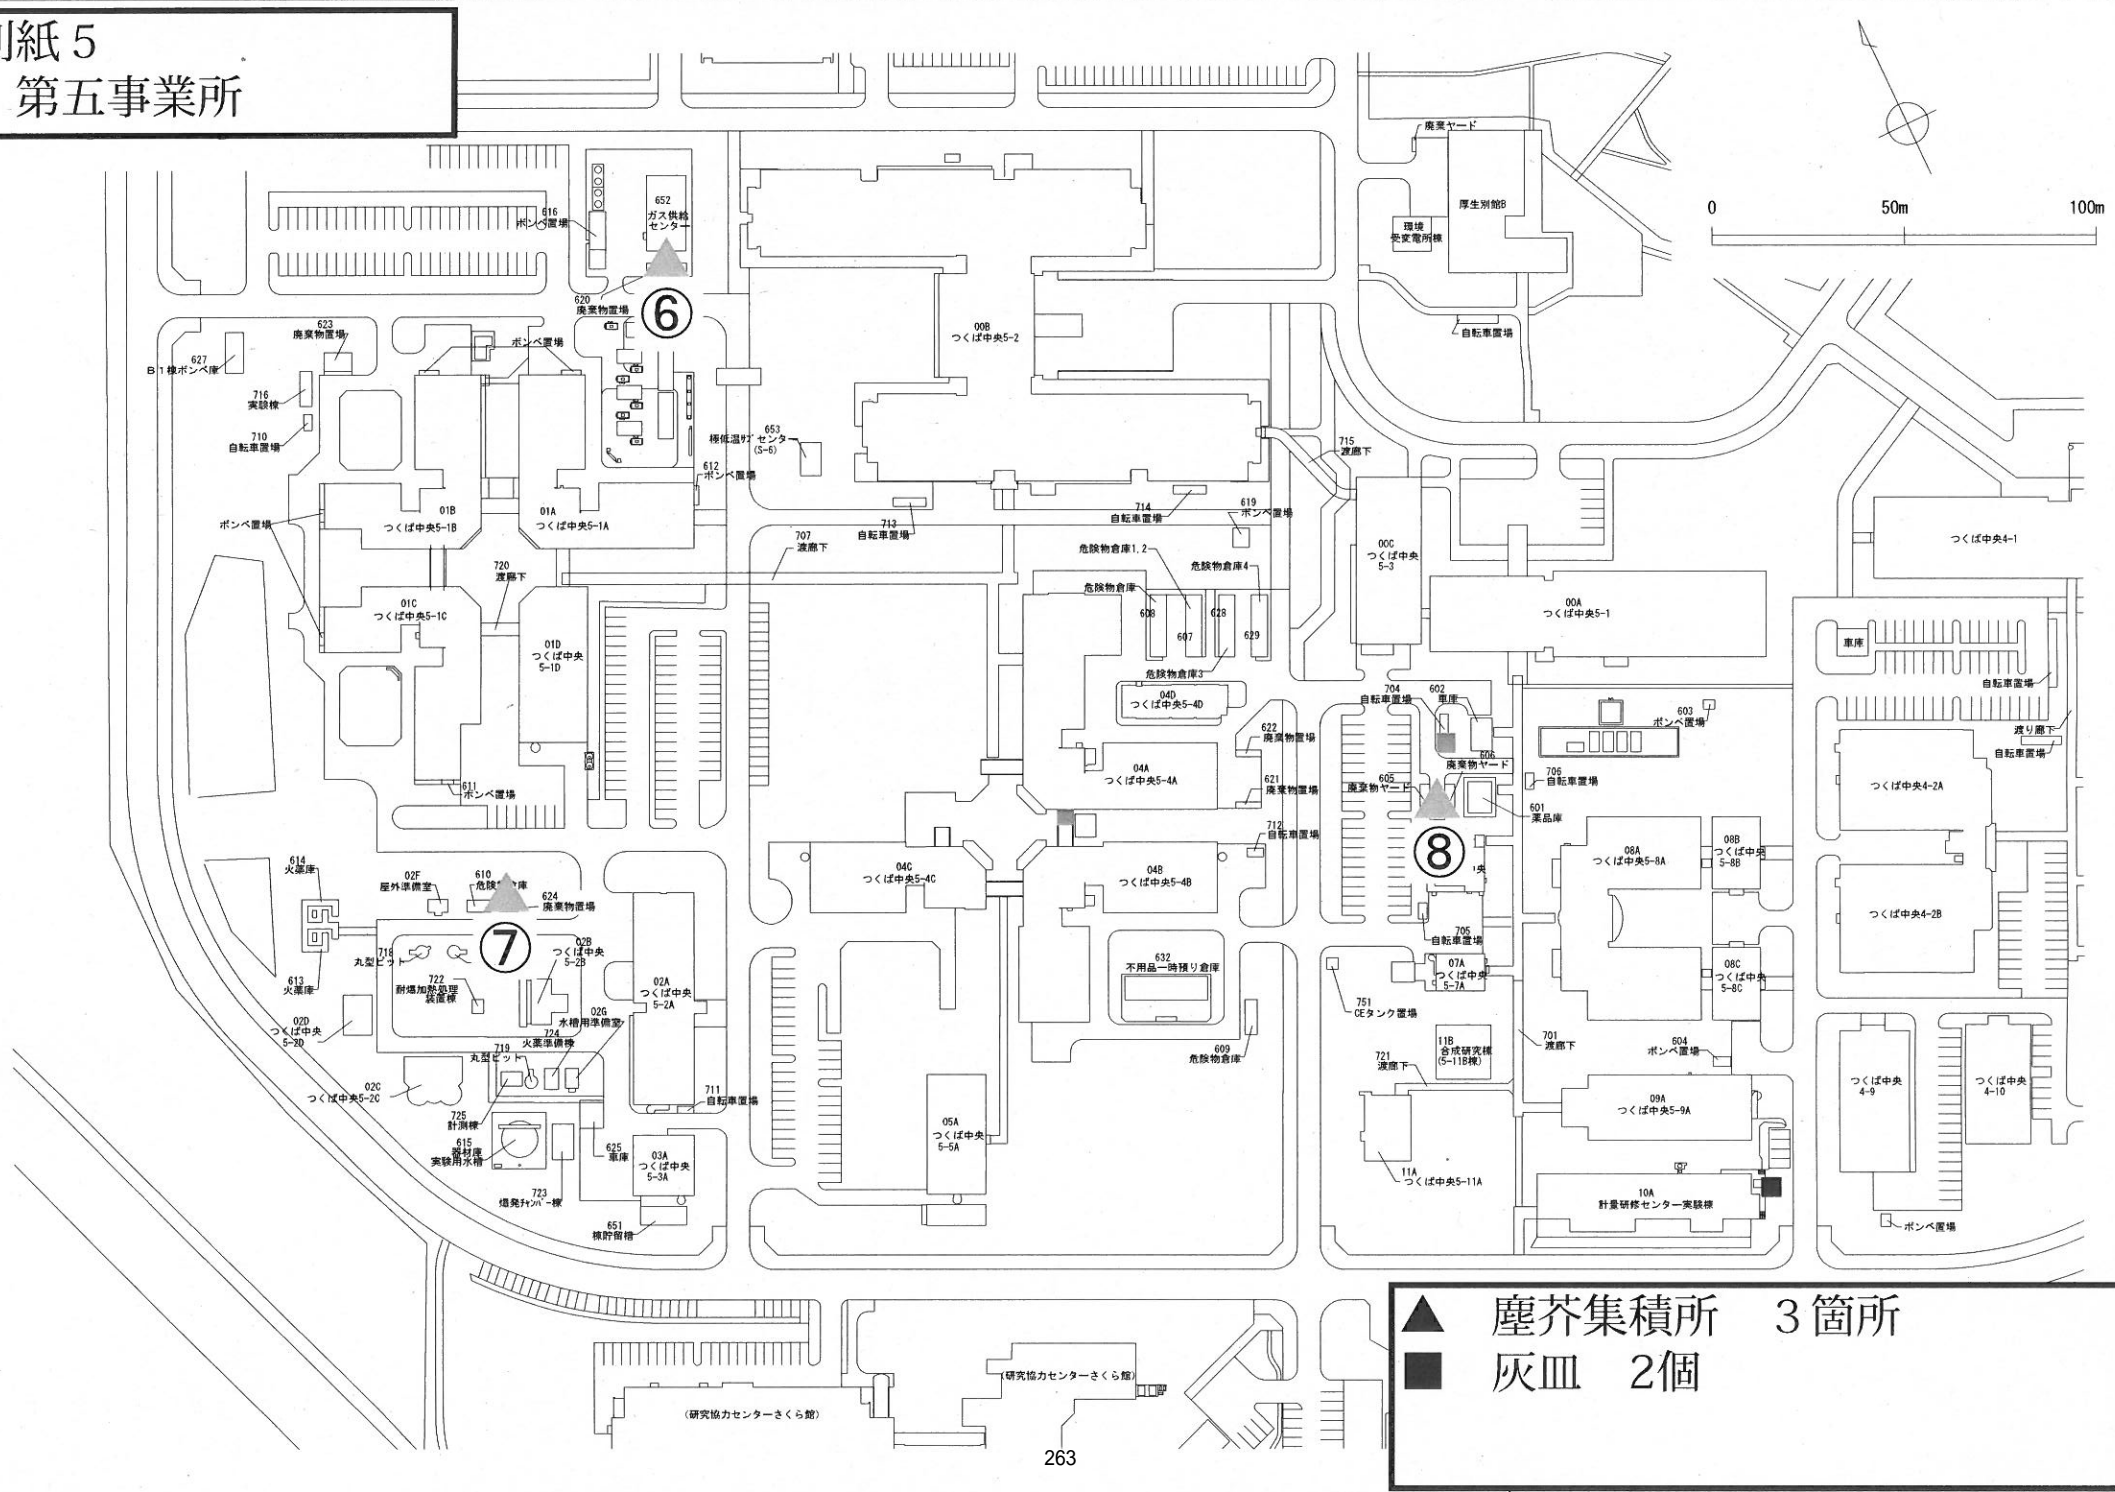 別紙５
第五事業所
廃棄ヤード
厚生別館B
環境
受変電所棟
自転車置場
0
50m
100m
616
ボンベ置場
652
ガス供給
センター
620
廃棄物置場
⑥
623
廃棄物置場
627
B1棟ボンベ庫
716
実験棟
710
自転車置場
ボンベ置場
00B
つくば中央5-2
653
(S-6)
612
ボンベ置場
715
渡廊下
01B
つくば中央5-1B
01A
つくば中央5-1A
ボンベ置場
713
自転車置場
714
自転車置場
619
ボンベ置場
707
渡廊下
720
渡廊下
危険物倉庫1,2
危険物倉庫4
危険物倉庫
608
607
628
629
危険物倉庫3
00C
つくば中央
5-3
00A
つくば中央5-1
つくば中央4-1
01C
つくば中央5-1C
01D
つくば中央
5-1D
車庫
自転車置場
04D
つくば中央5-4D
704
自転車置場
602
車庫
603
ボンベ置場
622
廃棄物置場
渡り廊下
自転車置場
04A
つくば中央5-4A
621
廃棄物置場
605
廃棄物ヤード
606
廃棄物ヤード
706
自転車置場
601
薬品庫
つくば中央4-2A
611
ボンベ置場
712
自転車置場
⑧
08A
つくば中央5-8A
08B
つくば中央
5-8B
614
火薬庫
02F
屋外準備室
610
624
廃棄物置場
04C
つくば中央5-4C
04B
つくば中央5-4B
つくば中央4-2B
⑦
718
丸型ピット
02B
つくば中央
5-2B
705
自転車置場
613
火薬庫
722
耐爆加熱処理
装置棟
02A
つくば中央
5-2A
632
不用品一時預り倉庫
07A
つくば中央
5-7A
08C
つくば中央
5-8C
02D
つくば中央
5-2D
02G
水槽用準備室
724
火薬準備棟
719
丸型ピット
751
CEタンク置場
609
危険物倉庫
11B
合成研究棟
(5-11B棟)
701
渡廊下
604
ボンベ置場
721
渡廊下
02C
つくば中央5-2C
711
自転車置場
725
計測棟
615
器材庫
実験用水槽
625
車庫
03A
つくば中央
5-3A
05A
つくば中央
5-5A
09A
つくば中央5-9A
つくば中央
4-9
つくば中央
4-10
11A
つくば中央5-11A
10A
計量研修センター実験棟
723
爆発ﾁｬﾝﾊﾞｰ棟
651
棟貯留槽
ボンベ置場
▲ 塵芥集積所 ３箇所
■ 灰皿 2個
(研究協力センターさくら館)
(研究協力センターさくら館)
263